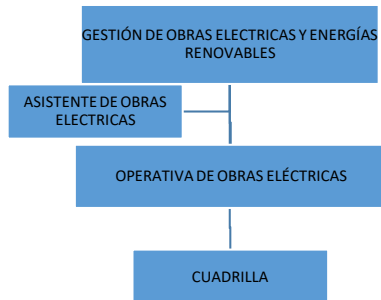 GESTIÓN DE OBRAS ELECTRICAS Y ENERGÍAS
RENOVABLES
ASISTENTE DE OBRAS
ELECTRICAS
OPERATIVA DE OBRAS ELÉCTRICAS
CUADRILLA